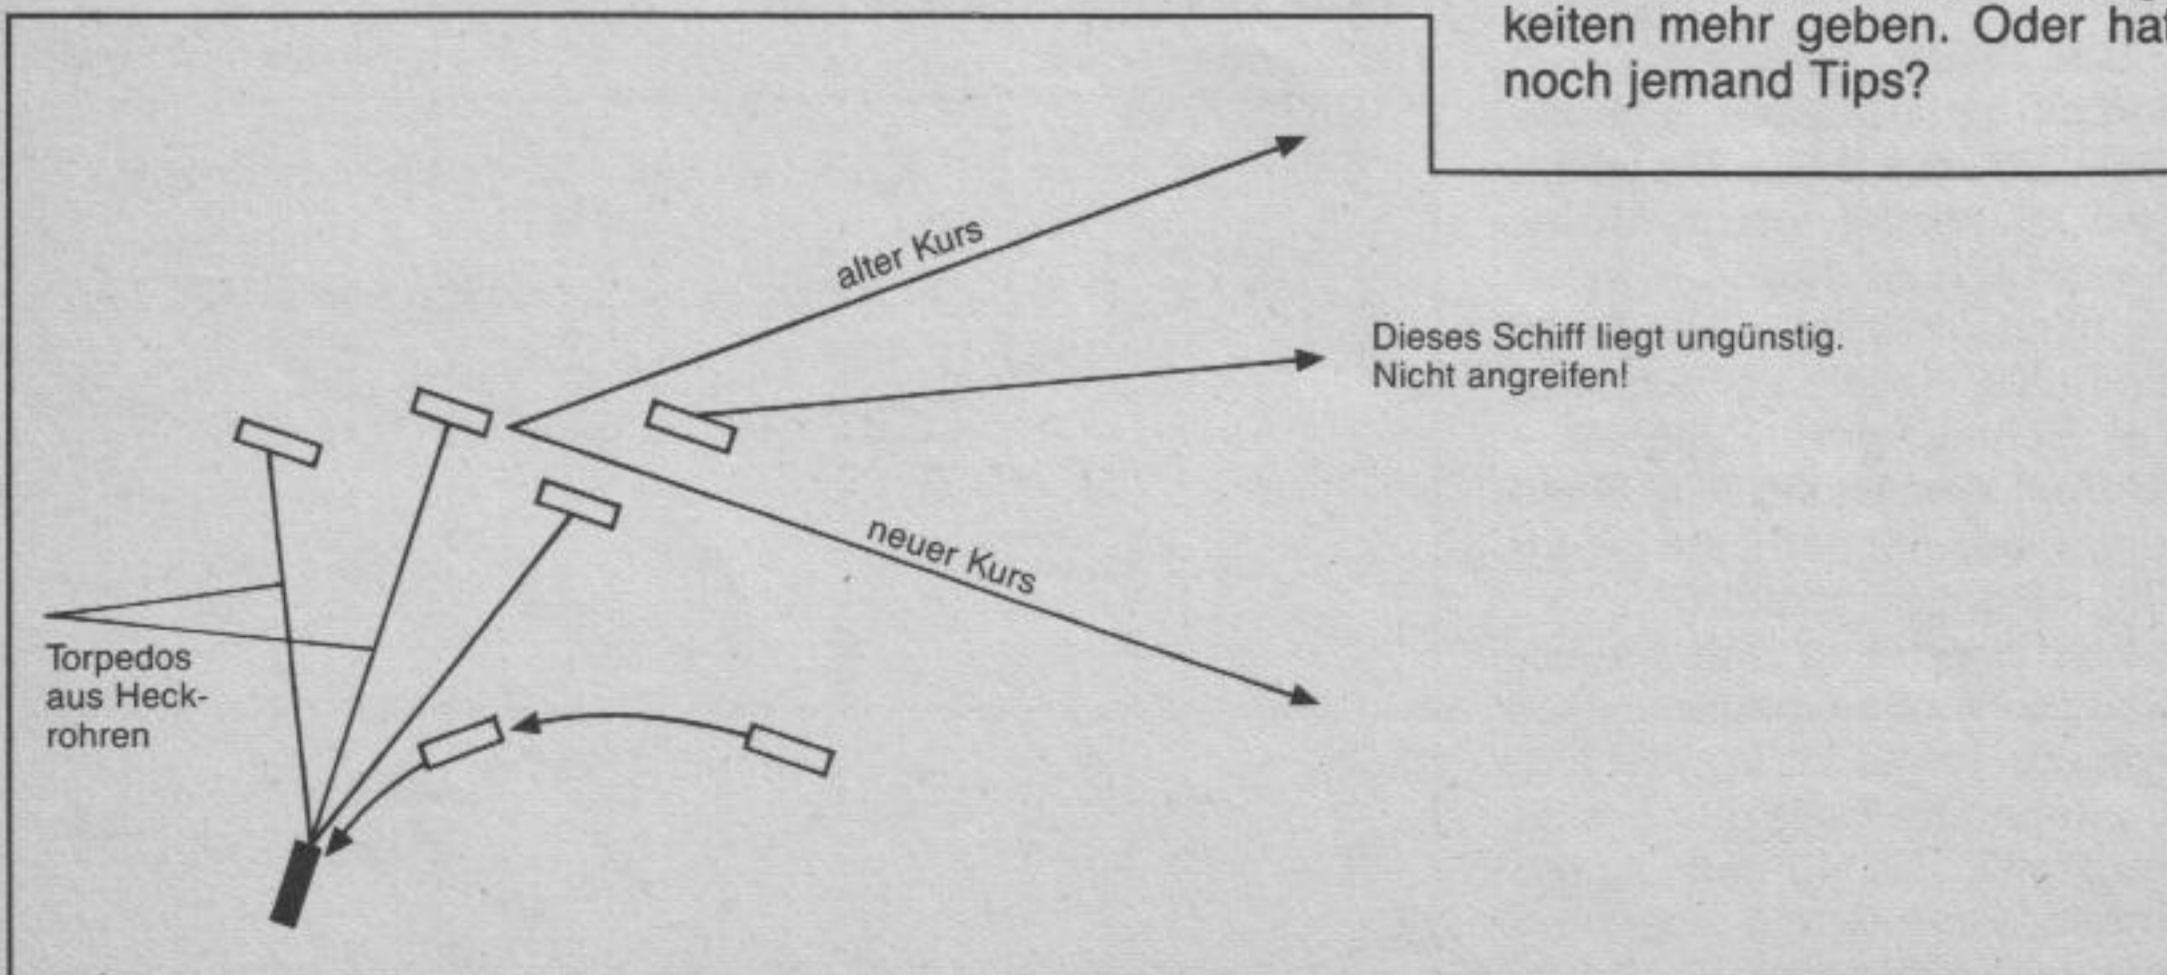 keiten mehr geben. Oder hat
noch jemand Tips?
alter Kurs
Dieses Schiff liegt ungünstig.
Nicht angreifen!
neuer Kurs
Torpedos
aus Heck-
rohren